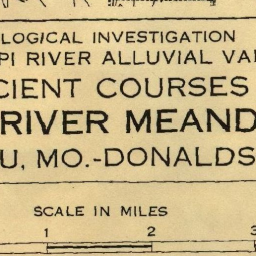 LOGICAL INVESTIGATION
PI RIVER ALLUVIAL VA
CIENT COURSES
RIVER MEAND
U, MO.-DONALDS
SCALE IN MILES
1 2 3